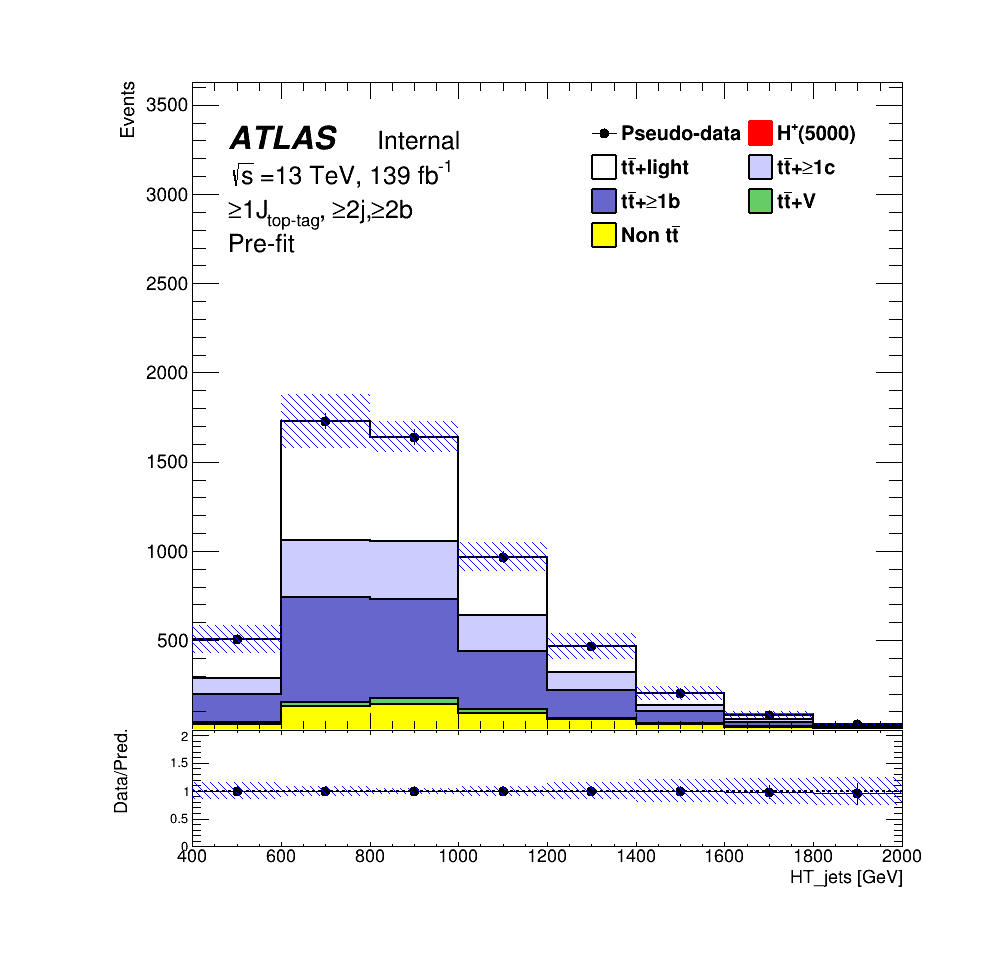 Events
3500
3000
2500
2000
1500
1000
500
ATLAS Internal
√s =13 TeV, 139 fb⁻¹
≥1J_top-tag, ≥2j,≥2b
Pre-fit
Pseudo-data
H⁺(5000)
tt̄+light
tt̄+≥1c
tt̄+≥1b
tt̄+V
Non tt̄
Data/Pred.
2
1.5
1
0.5
0
400 600 800 1000 1200 1400 1600 1800 2000
HT_jets [GeV]